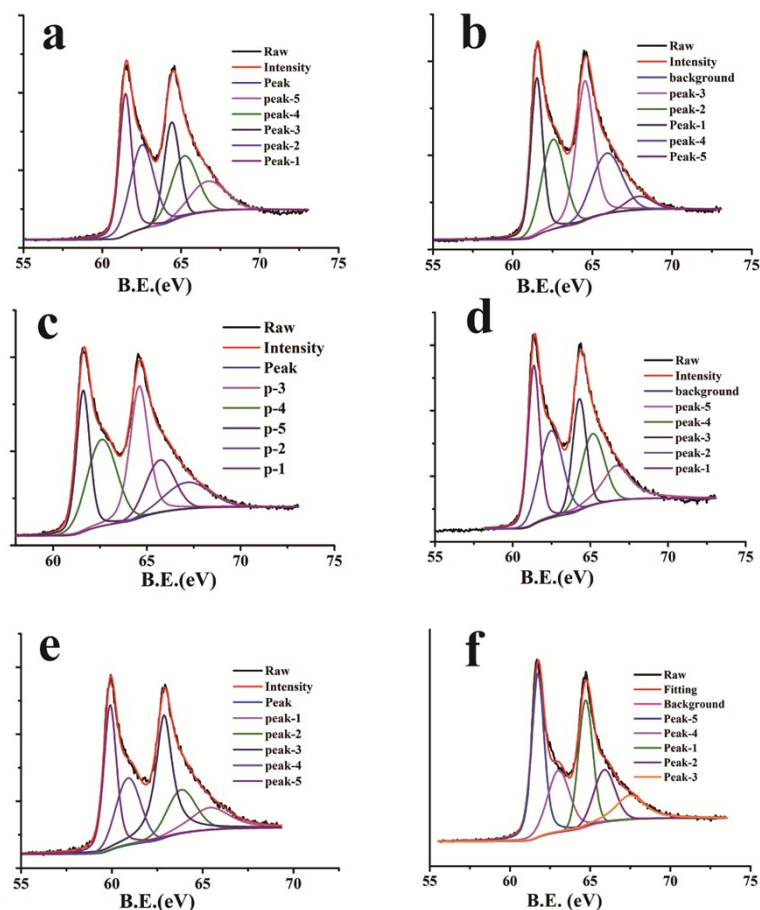 a
Raw
Intensity
Peak
peak-5
peak-4
Peak-3
peak-2
Peak-1
55 60 65 70 75
B.E.(eV)
b
Raw
Intensity
background
peak-3
peak-2
Peak-1
peak-4
Peak-5
55 60 65 70 75
B.E.(eV)
c
Raw
Intensity
Peak
p-3
p-4
p-5
p-2
p-1
60 65 70 75
B.E.(eV)
d
Raw
Intensity
background
peak-5
peak-4
peak-3
peak-2
peak-1
55 60 65 70 75
B.E.(eV)
e
Raw
Intensity
Peak
peak-1
peak-2
peak-3
peak-4
peak-5
55 60 65 70
B.E.(eV)
f
Raw
Fitting
Background
Peak-5
Peak-4
Peak-1
Peak-2
Peak-3
55 60 65 70 75
B.E. (eV)